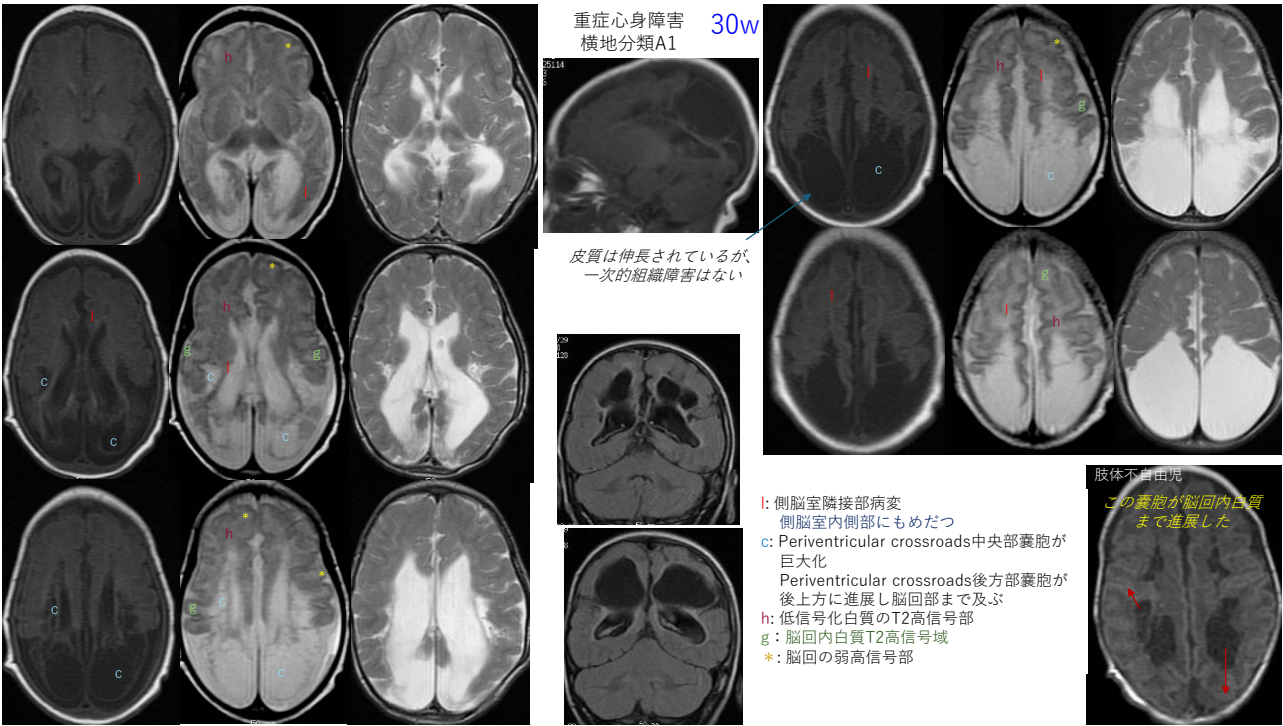 重症心身障害
横地分類A1
30w
h
*
l
l
25114
皮質は伸長されているが、
一次的組織障害はない
l
c
h
l
*
g
c
l
g
l
h
l
c
c
h
*
g
g
c
l
c
128
c
c
h
*
*
g
c
c
l: 側脳室隣接部病変
側脳室内側部にもめだつ
c: Periventricular crossroads中央部嚢胞が
巨大化
Periventricular crossroads後方部嚢胞が
後上方に進展し脳回部まで及ぶ
h: 低信号化白質のT2高信号部
g：脳回内白質T2高信号域
＊: 脳回の弱高信号部
肢体不自由児
この嚢胞が脳回内白質
まで進展した